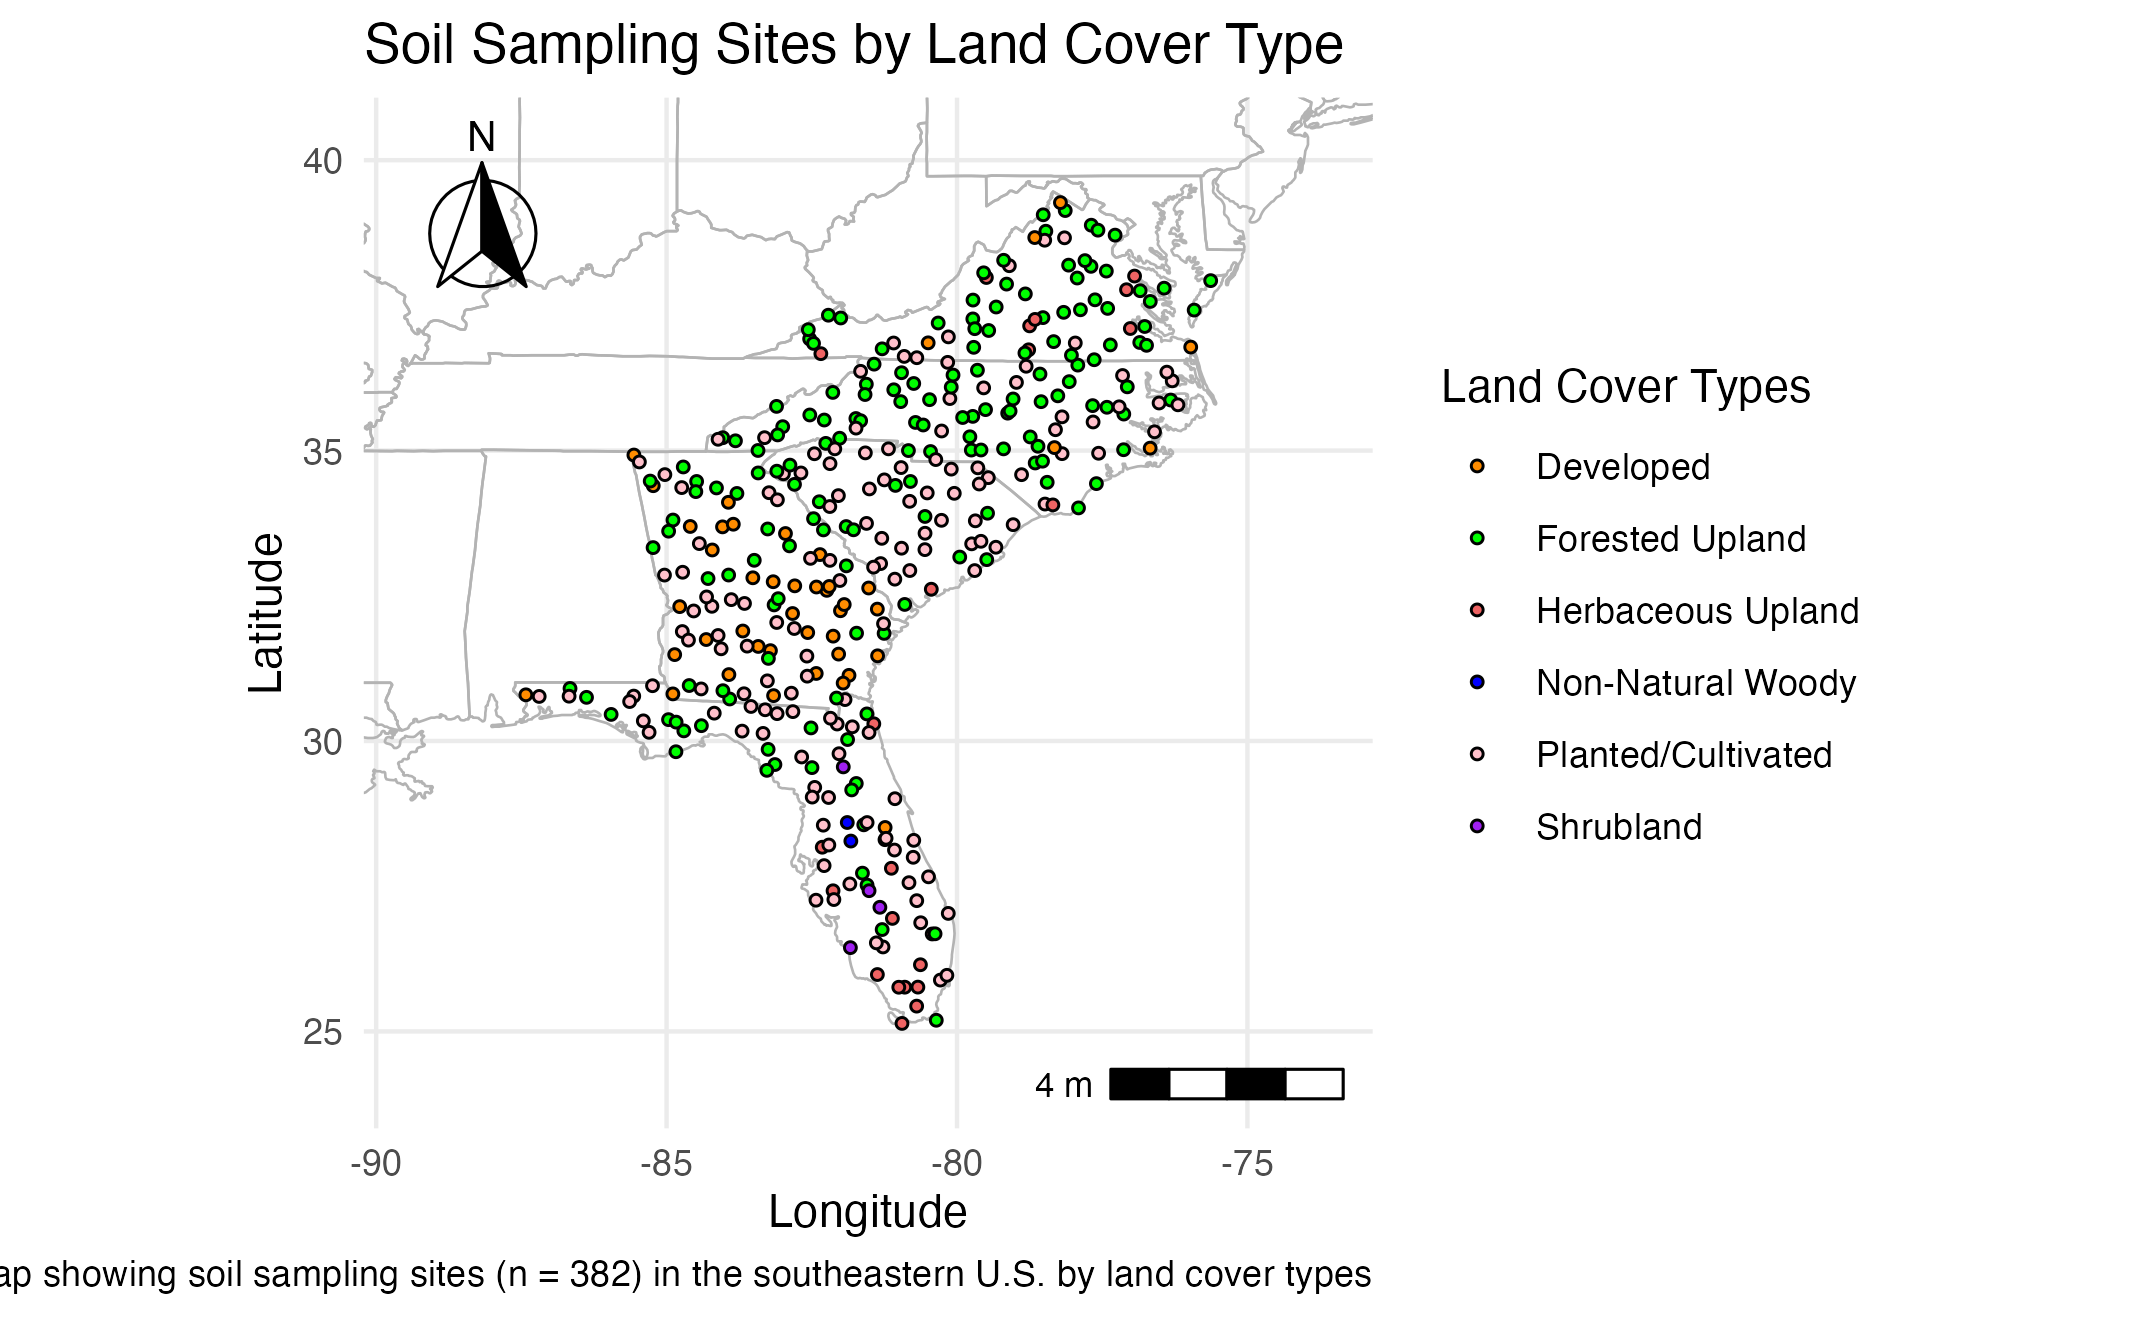 Soil Sampling Sites by Land Cover Type
N
40
35
30
25
Latitude
4 m
-90 -85 -80 -75
Longitude
Land Cover Types
Developed
Forested Upland
Herbaceous Upland
Non-Natural Woody
Planted/Cultivated
Shrubland
ap showing soil sampling sites (n = 382) in the southeastern U.S. by land cover types